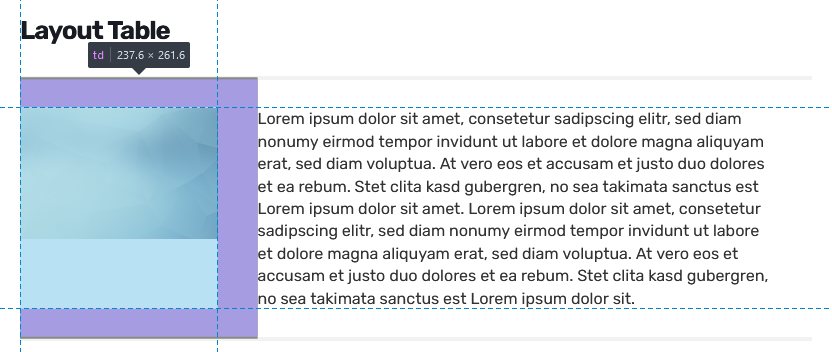 Layout Table
td 237.6 × 261.6
Lorem ipsum dolor sit amet, consetetur sadipscing elitr, sed diam
nonumy eirmod tempor invidunt ut labore et dolore magna aliquyam
erat, sed diam voluptua. At vero eos et accusam et justo duo dolores
et ea rebum. Stet clita kasd gubergren, no sea takimata sanctus est
Lorem ipsum dolor sit amet. Lorem ipsum dolor sit amet, consetetur
sadipscing elitr, sed diam nonumy eirmod tempor invidunt ut labore
et dolore magna aliquyam erat, sed diam voluptua. At vero eos et
accusam et justo duo dolores et ea rebum. Stet clita kasd gubergren,
no sea takimata sanctus est Lorem ipsum dolor sit.